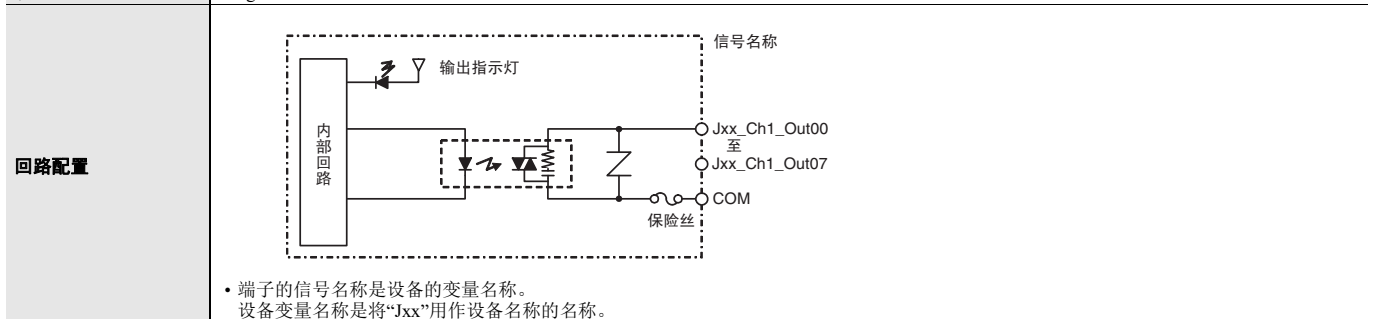 回路配置
信号名称
输出指示灯
内部回路
Jxx_Ch1_Out00
至
Jxx_Ch1_Out07
COM
保险丝
• 端子的信号名称是设备的变量名称。
设备变量名称是将“Jxx”用作设备名称的名称。